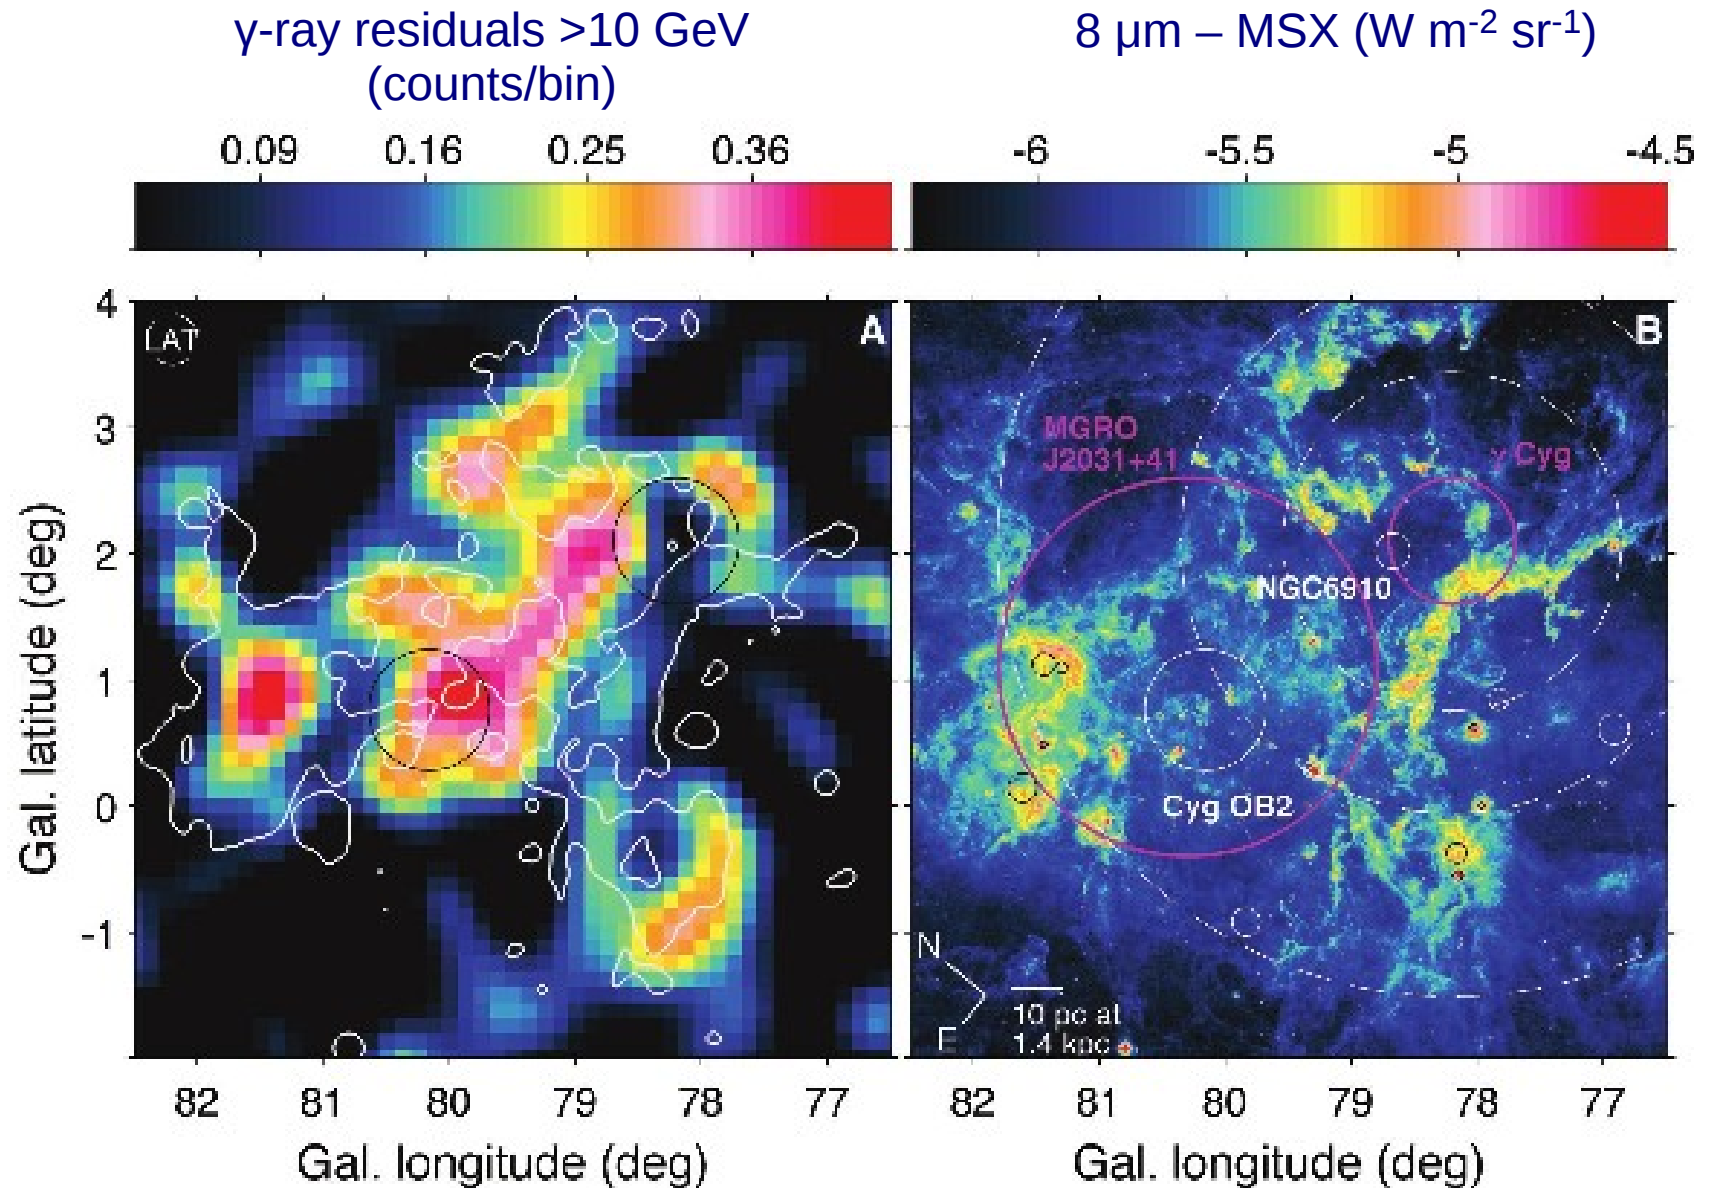 γ-ray residuals >10 GeV
(counts/bin)
8 µm – MSX (W m-2 sr-1)
0.09 0.16 0.25 0.36
-6 -5.5 -5 -4.5
4
3
2
1
0
-1
Gal. latitude (deg)
LAT
A
82 81 80 79 78 77
Gal. longitude (deg)
B
MGRO
J2031+41
γ Cyg
NGC6910
Cyg OB2
N
E
10 pc at
1.4 kpc
82 81 80 79 78 77
Gal. longitude (deg)